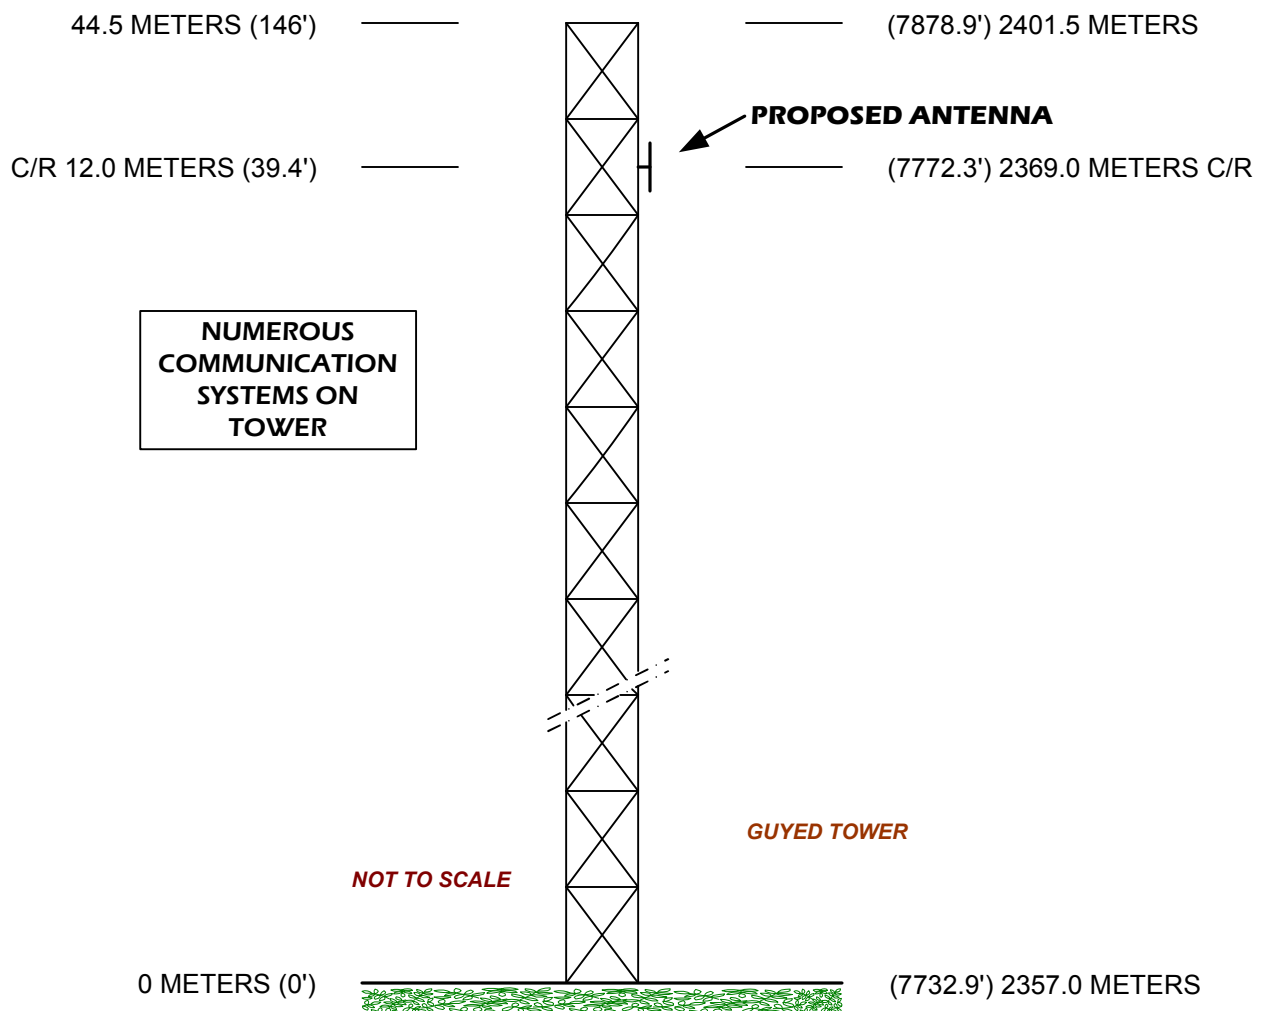 44.5 METERS (146')
(7878.9') 2401.5 METERS
PROPOSED ANTENNA
C/R 12.0 METERS (39.4')
(7772.3') 2369.0 METERS C/R
NUMEROUS
COMMUNICATION
SYSTEMS ON
TOWER
GUYED TOWER
NOT TO SCALE
0 METERS (0')
(7732.9') 2357.0 METERS